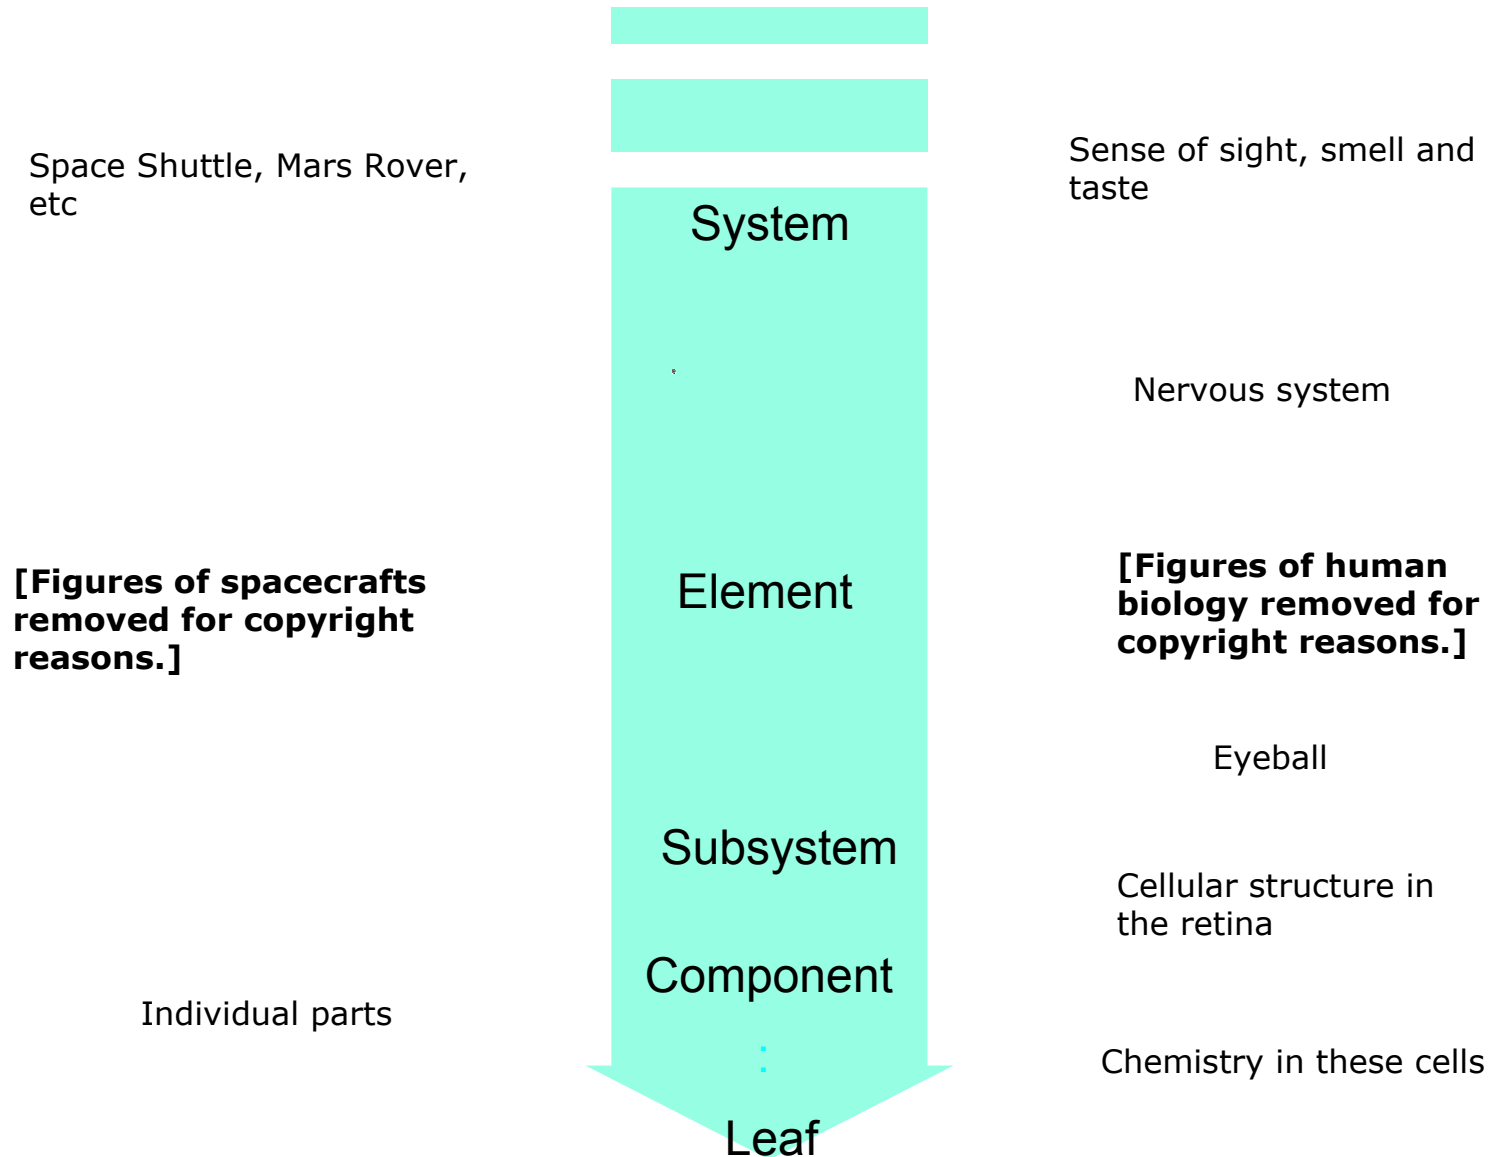 Space Shuttle, Mars Rover,
etc
[Figures of spacecrafts
removed for copyright
reasons.]
Individual parts
System
Element
Subsystem
Component
:
Leaf
Sense of sight, smell and
taste
Nervous system
[Figures of human
biology removed for
copyright reasons.]
Eyeball
Cellular structure in
the retina
Chemistry in these cells